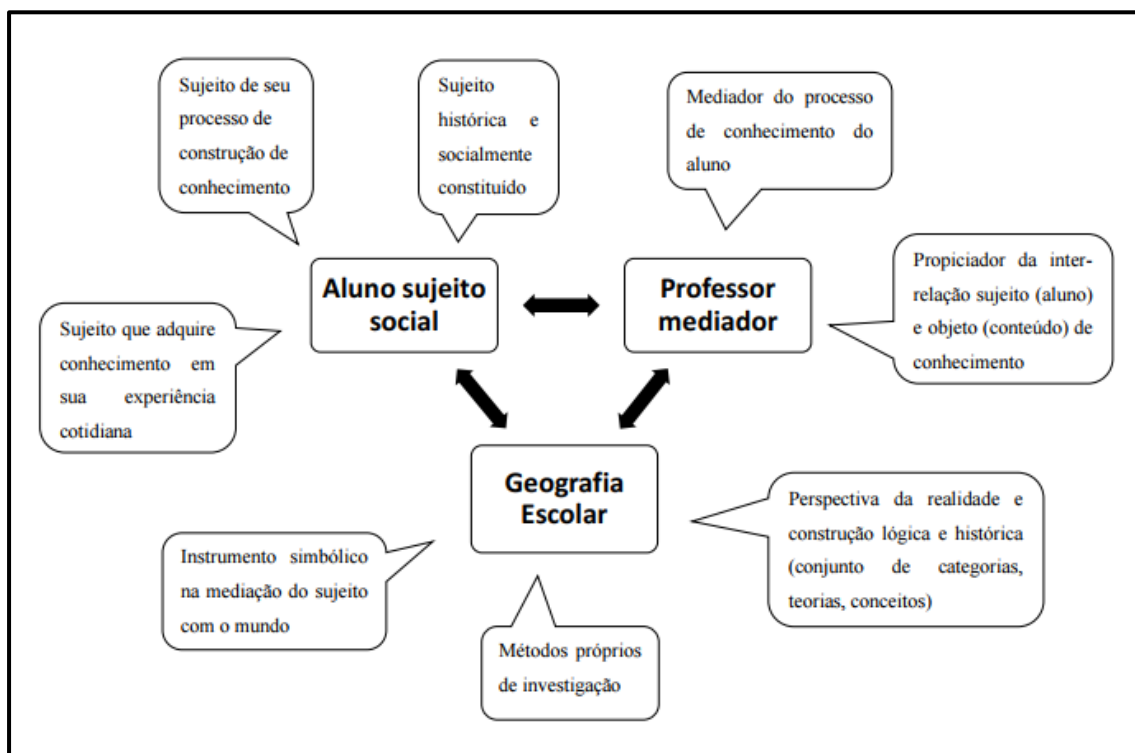 Sujeito de seu
processo de
construção de
conhecimento
Sujeito
histórica e
socialmente
constituído
Mediador do processo
de conhecimento do
aluno
Aluno sujeito
social
Professor
mediador
Propiciador da inter-
relação sujeito (aluno)
e objeto (conteúdo) de
conhecimento
Sujeito que adquire
conhecimento em
sua experiência
cotidiana
Geografia
Escolar
Instrumento simbólico
na mediação do sujeito
com o mundo
Métodos próprios
de investigação
Perspectiva da realidade e
construção lógica e histórica
(conjunto de categorias,
teorias, conceitos)